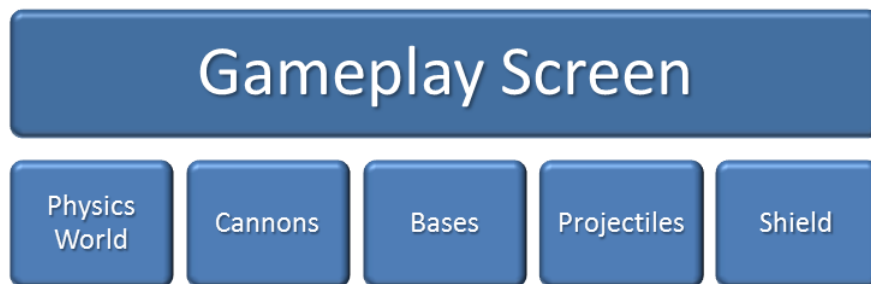 Gameplay Screen
Physics
World
Cannons
Bases
Projectiles
Shield